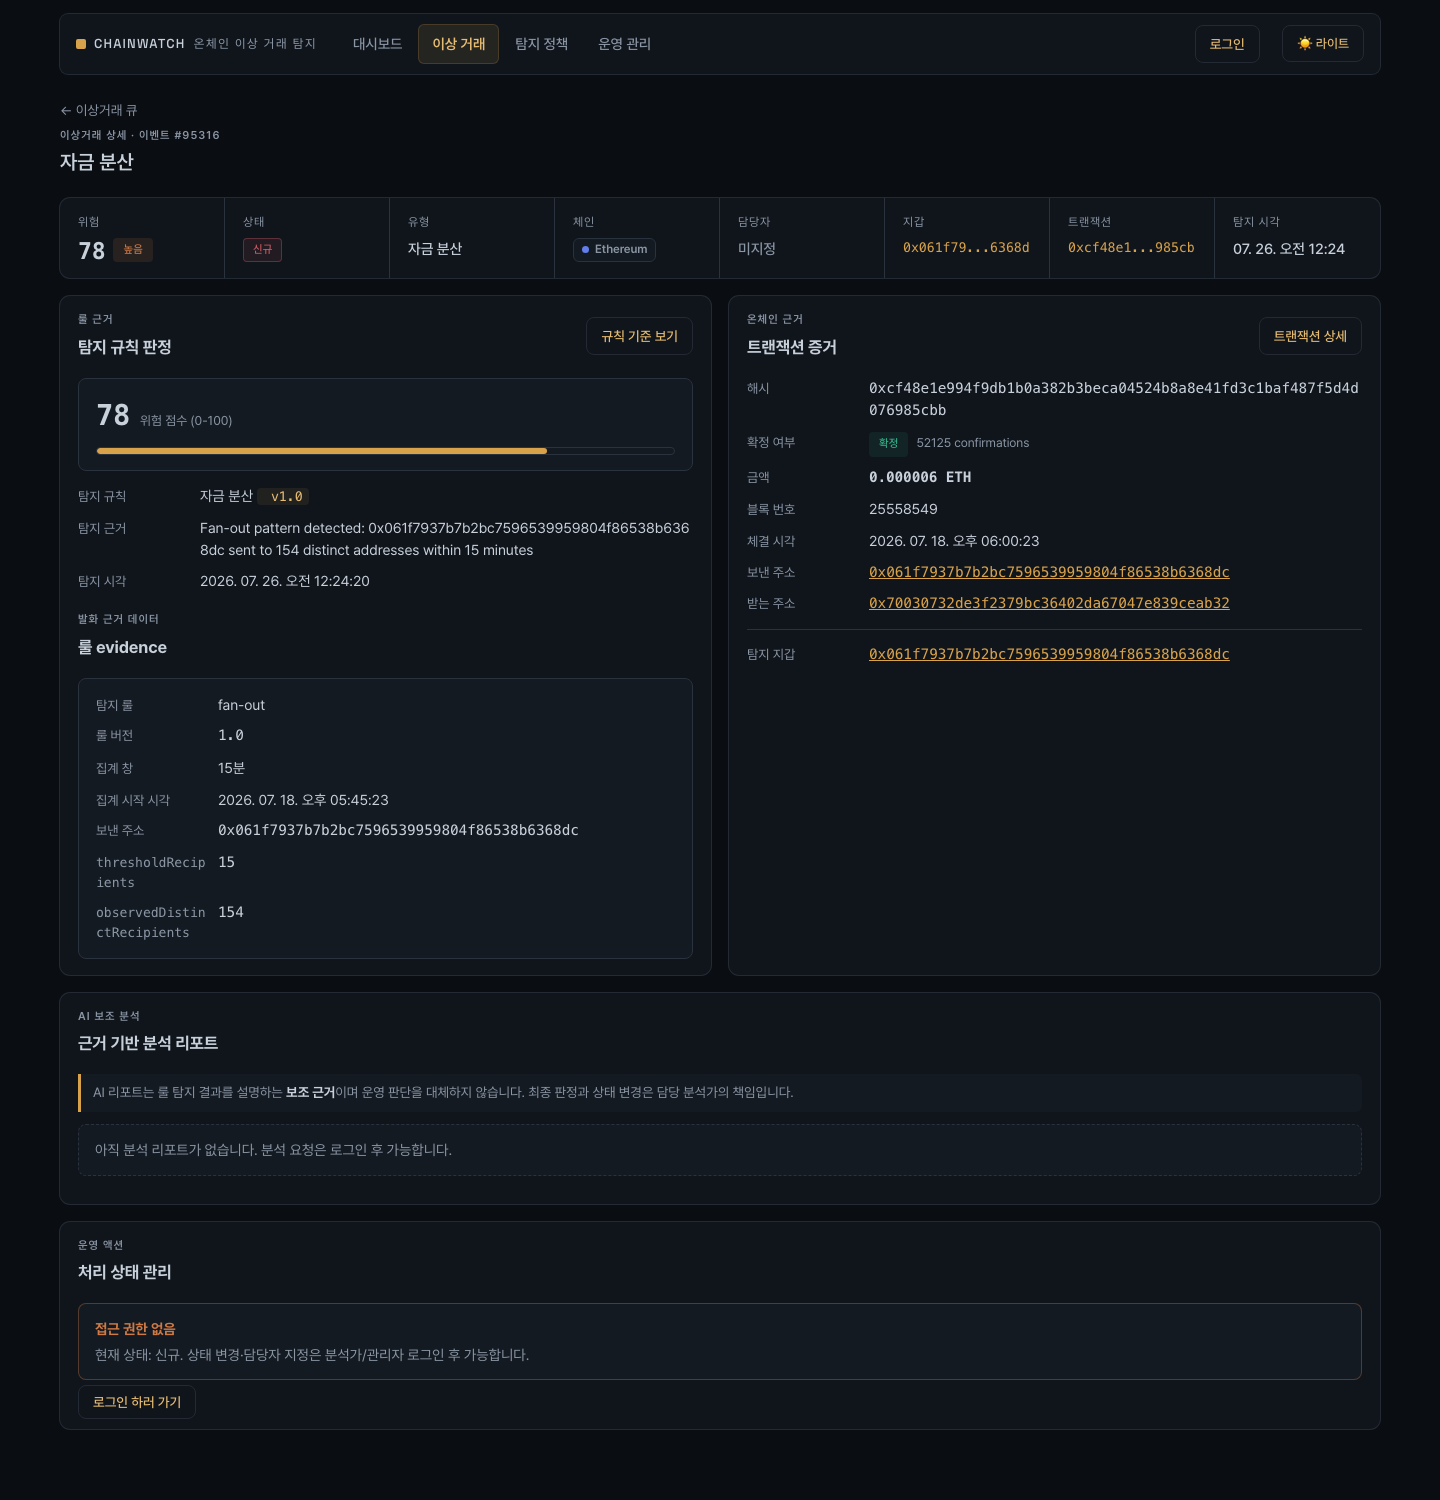 CHAINWATCH 온체인 이상 거래 탐지 대시보드 이상 거래 탐지 정책 운영 관리 로그인 ☀️ 라이트
← 이상거래 큐
이상거래 상세 · 이벤트 #95316
자금 분산
위험 상태 유형 체인 담당자 지갑 트랜잭션 탐지 시각
78 높음 신규 자금 분산 Ethereum 미지정 0x061f79...6368d 0xcf48e1...985cb 07. 26. 오전 12:24
룰 근거
탐지 규칙 판정
규칙 기준 보기
78 위험 점수 (0-100)
탐지 규칙 자금 분산 v1.0
탐지 근거 Fan-out pattern detected: 0x061f7937b7b2bc7596539959804f86538b636
8dc sent to 154 distinct addresses within 15 minutes
탐지 시각 2026. 07. 26. 오전 12:24:20
발화 근거 데이터
룰 evidence
탐지 룰 fan-out
룰 버전 1.0
집계 창 15분
집계 시작 시각 2026. 07. 18. 오후 05:45:23
보낸 주소 0x061f7937b7b2bc7596539959804f86538b6368dc
thresholdRecip 15
ients
observedDistin 154
ctRecipients
온체인 근거
트랜잭션 증거
트랜잭션 상세
해시 0xcf48e1e994f9db1b0a382b3beca04524b8a8e41fd3c1baf487f5d4d
076985cbb
확정 여부 확정 52125 confirmations
금액 0.000006 ETH
블록 번호 25558549
체결 시각 2026. 07. 18. 오후 06:00:23
보낸 주소 0x061f7937b7b2bc7596539959804f86538b6368dc
받는 주소 0x70030732de3f2379bc36402da67047e839ceab32
탐지 지갑 0x061f7937b7b2bc7596539959804f86538b6368dc
AI 보조 분석
근거 기반 분석 리포트
AI 리포트는 룰 탐지 결과를 설명하는 보조 근거이며 운영 판단을 대체하지 않습니다. 최종 판정과 상태 변경은 담당 분석가의 책임입니다.
아직 분석 리포트가 없습니다. 분석 요청은 로그인 후 가능합니다.
운영 액션
처리 상태 관리
접근 권한 없음
현재 상태: 신규. 상태 변경·담당자 지정은 분석가/관리자 로그인 후 가능합니다.
로그인 하러 가기